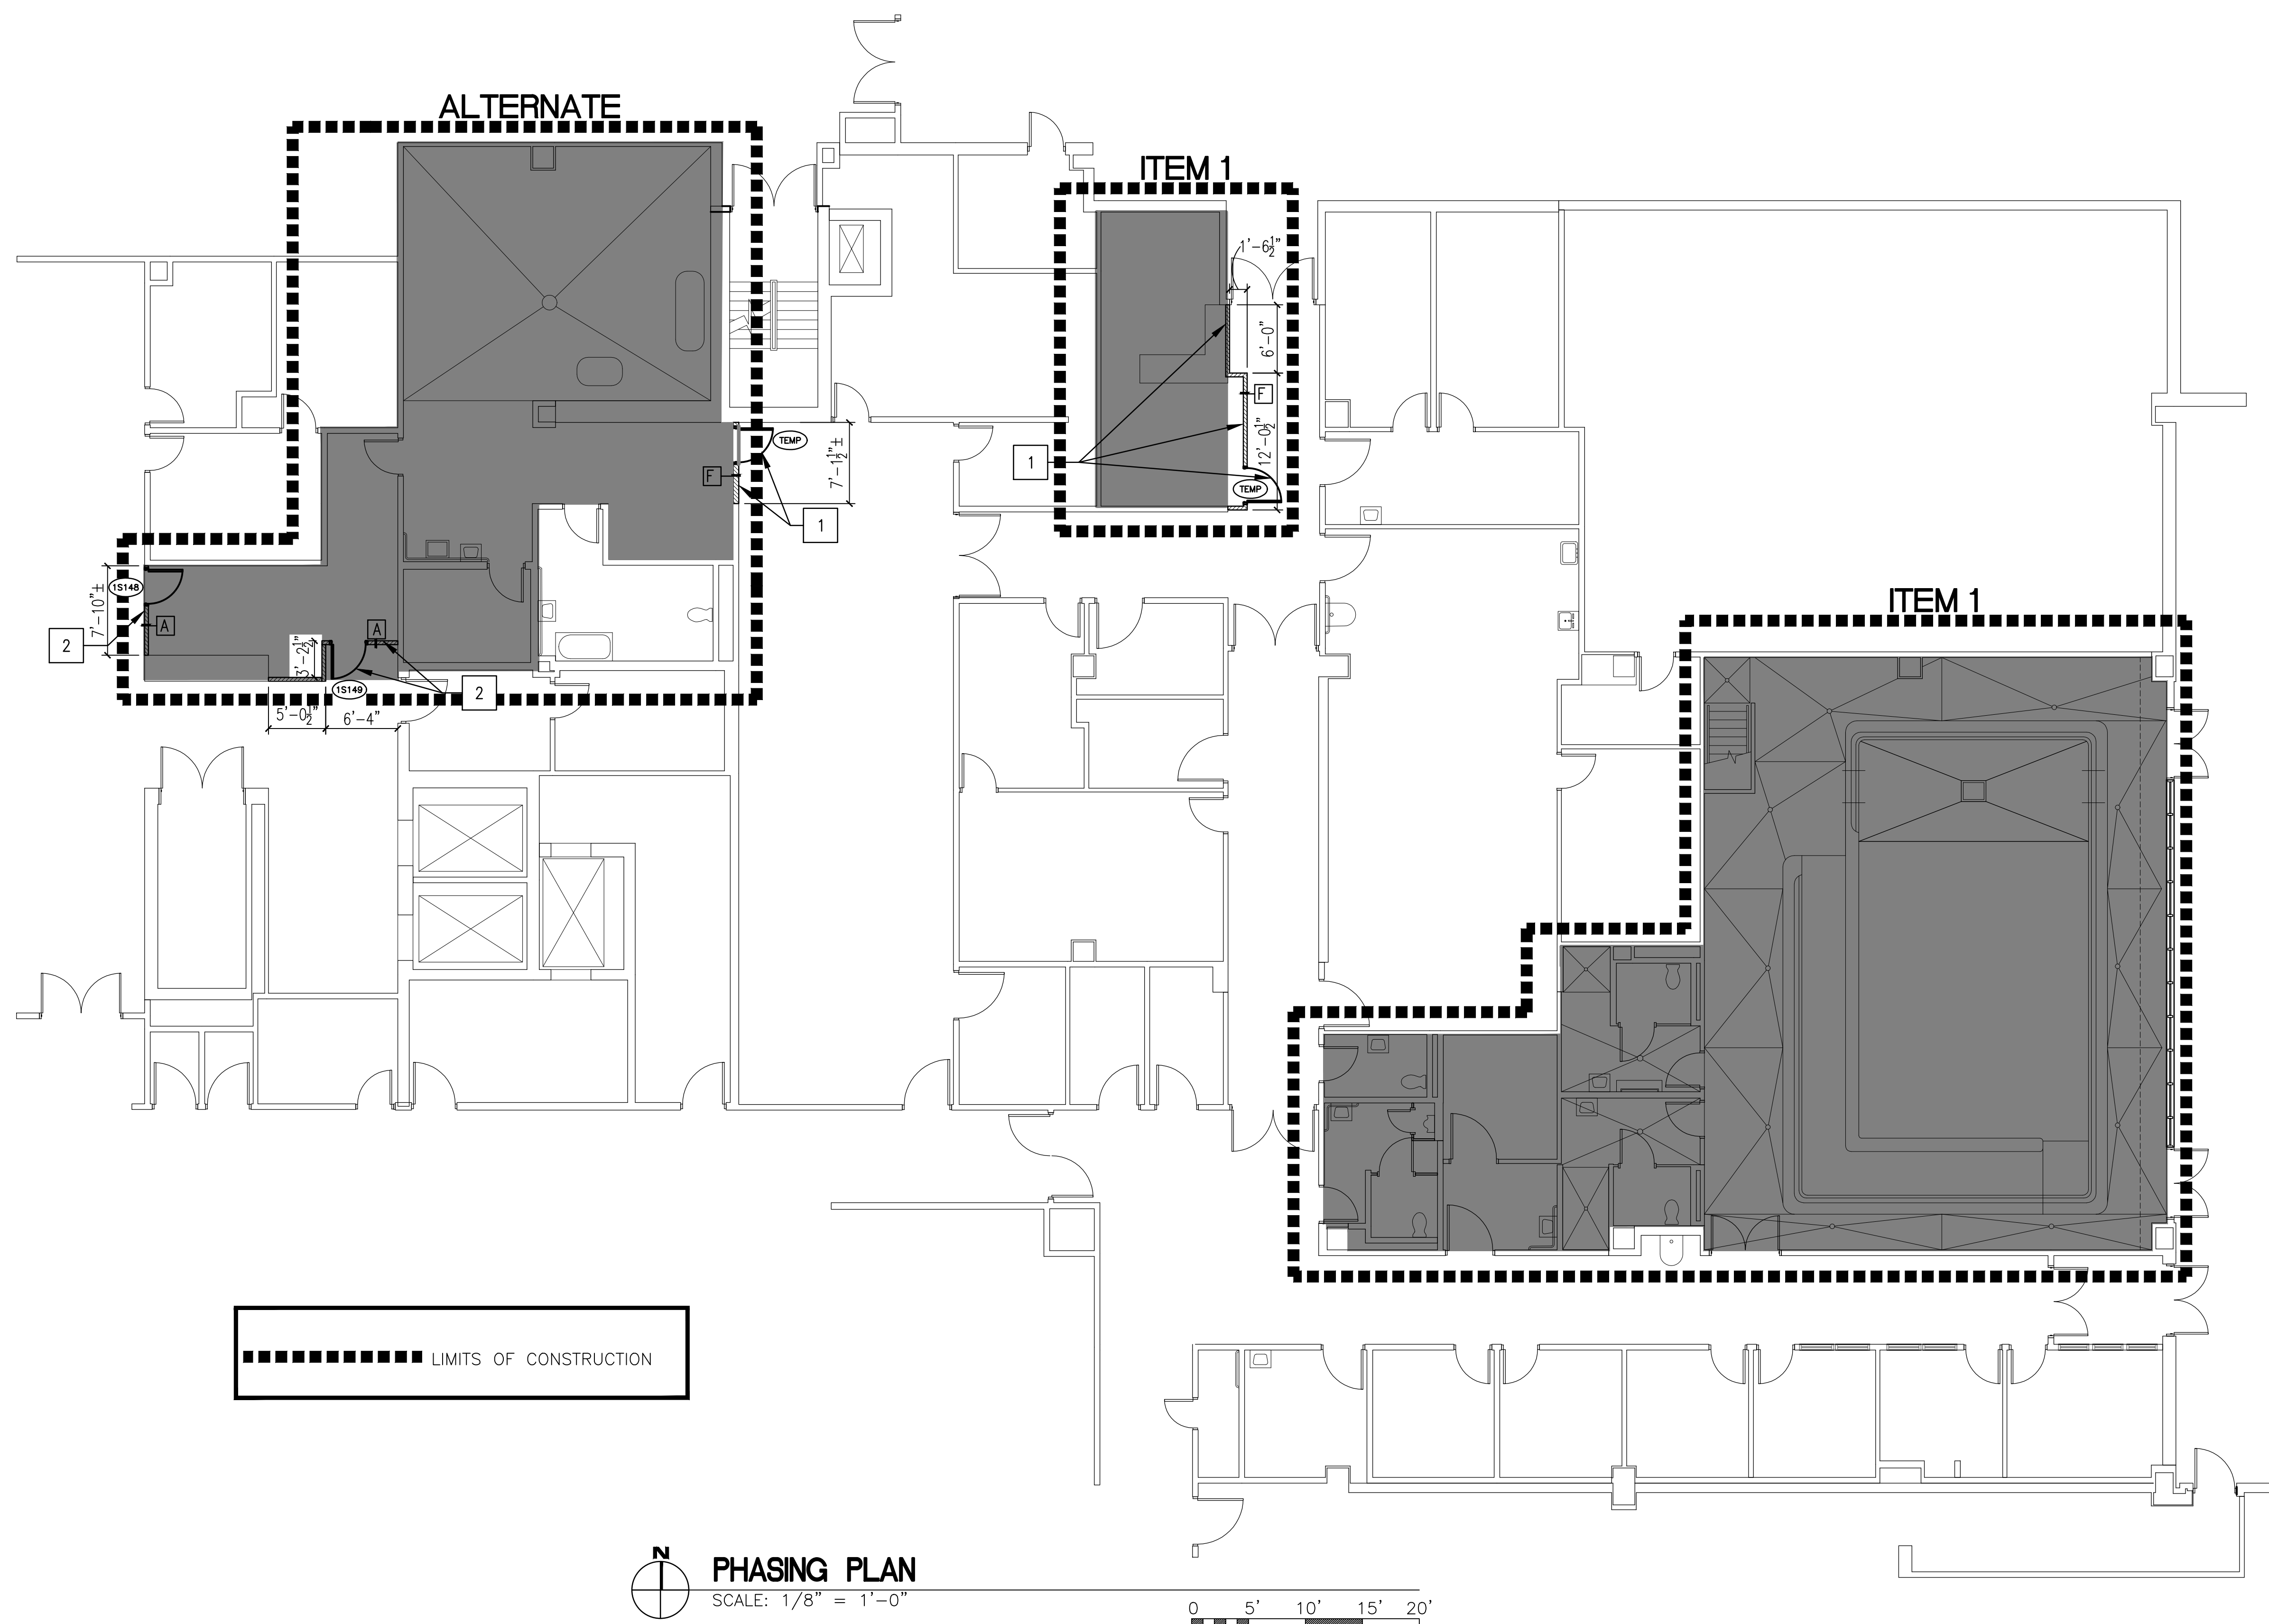 ALTERNATE
ITEM 1
1'-6½"
6'-0"
F
12'-0½"
1
TEMP
TEMP
7'-1½"±
F
1
1S148
7'-10"±
A
A
2
3'-2½"
1S149
2
5'-0½"
6'-4"
ITEM 1
LIMITS OF CONSTRUCTION
N
PHASING PLAN
SCALE: 1/8" = 1'-0"
0 5' 10' 15' 20'